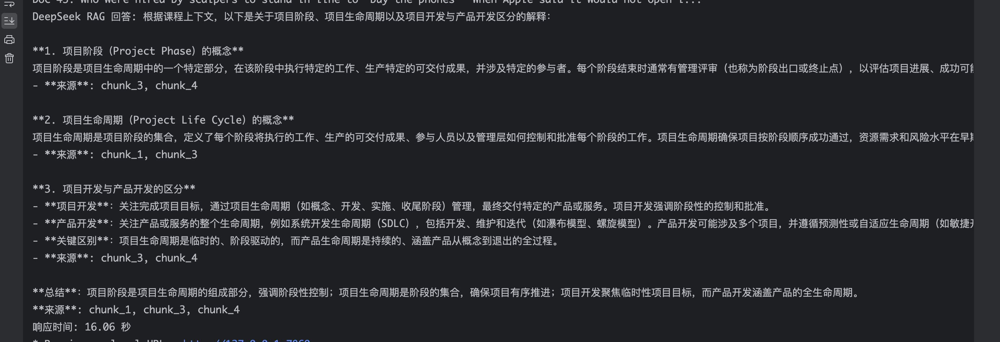 Doc 45: who were hired by scalpers to stand in line to "buy the phones" "When Apple said it would not open t...
DeepSeek RAG 回答: 根据课程上下文，以下是关于项目阶段、项目生命周期以及项目开发与产品开发区分的解释：
**1. 项目阶段（Project Phase）的概念**
项目阶段是项目生命周期中的一个特定部分，在该阶段中执行特定的工作、生产特定的可交付成果，并涉及特定的参与者。每个阶段结束时通常有管理评审（也称为阶段出口或终止点），以评估项目进展、成功可
- **来源**: chunk_3, chunk_4
**2. 项目生命周期（Project Life Cycle）的概念**
项目生命周期是项目阶段的集合，定义了每个阶段将执行的工作、生产的可交付成果、参与人员以及管理层如何控制和批准每个阶段的工作。项目生命周期确保项目按阶段顺序成功通过，资源需求和风险水平在早
- **来源**: chunk_1, chunk_3
**3. 项目开发与产品开发的区分**
- **项目开发**：关注完成项目目标，通过项目生命周期（如概念、开发、实施、收尾阶段）管理，最终交付特定的产品或服务。项目开发强调阶段性的控制和批准。
- **产品开发**：关注产品或服务的整个生命周期，例如系统开发生命周期（SDLC），包括开发、维护和迭代（如瀑布模型、螺旋模型）。产品开发可能涉及多个项目，并遵循预测性或自适应生命周期（如敏捷
- **关键区别**：项目生命周期是临时的、阶段驱动的，而产品生命周期是持续的、涵盖产品从概念到退出的全过程。
- **来源**: chunk_3, chunk_4
**总结**：项目阶段是项目生命周期的组成部分，强调阶段性控制；项目生命周期是阶段的集合，确保项目有序推进；项目开发聚焦临时性项目目标，而产品开发涵盖产品的全生命周期。
**来源**: chunk_1, chunk_3, chunk_4
响应时间: 16.06 秒